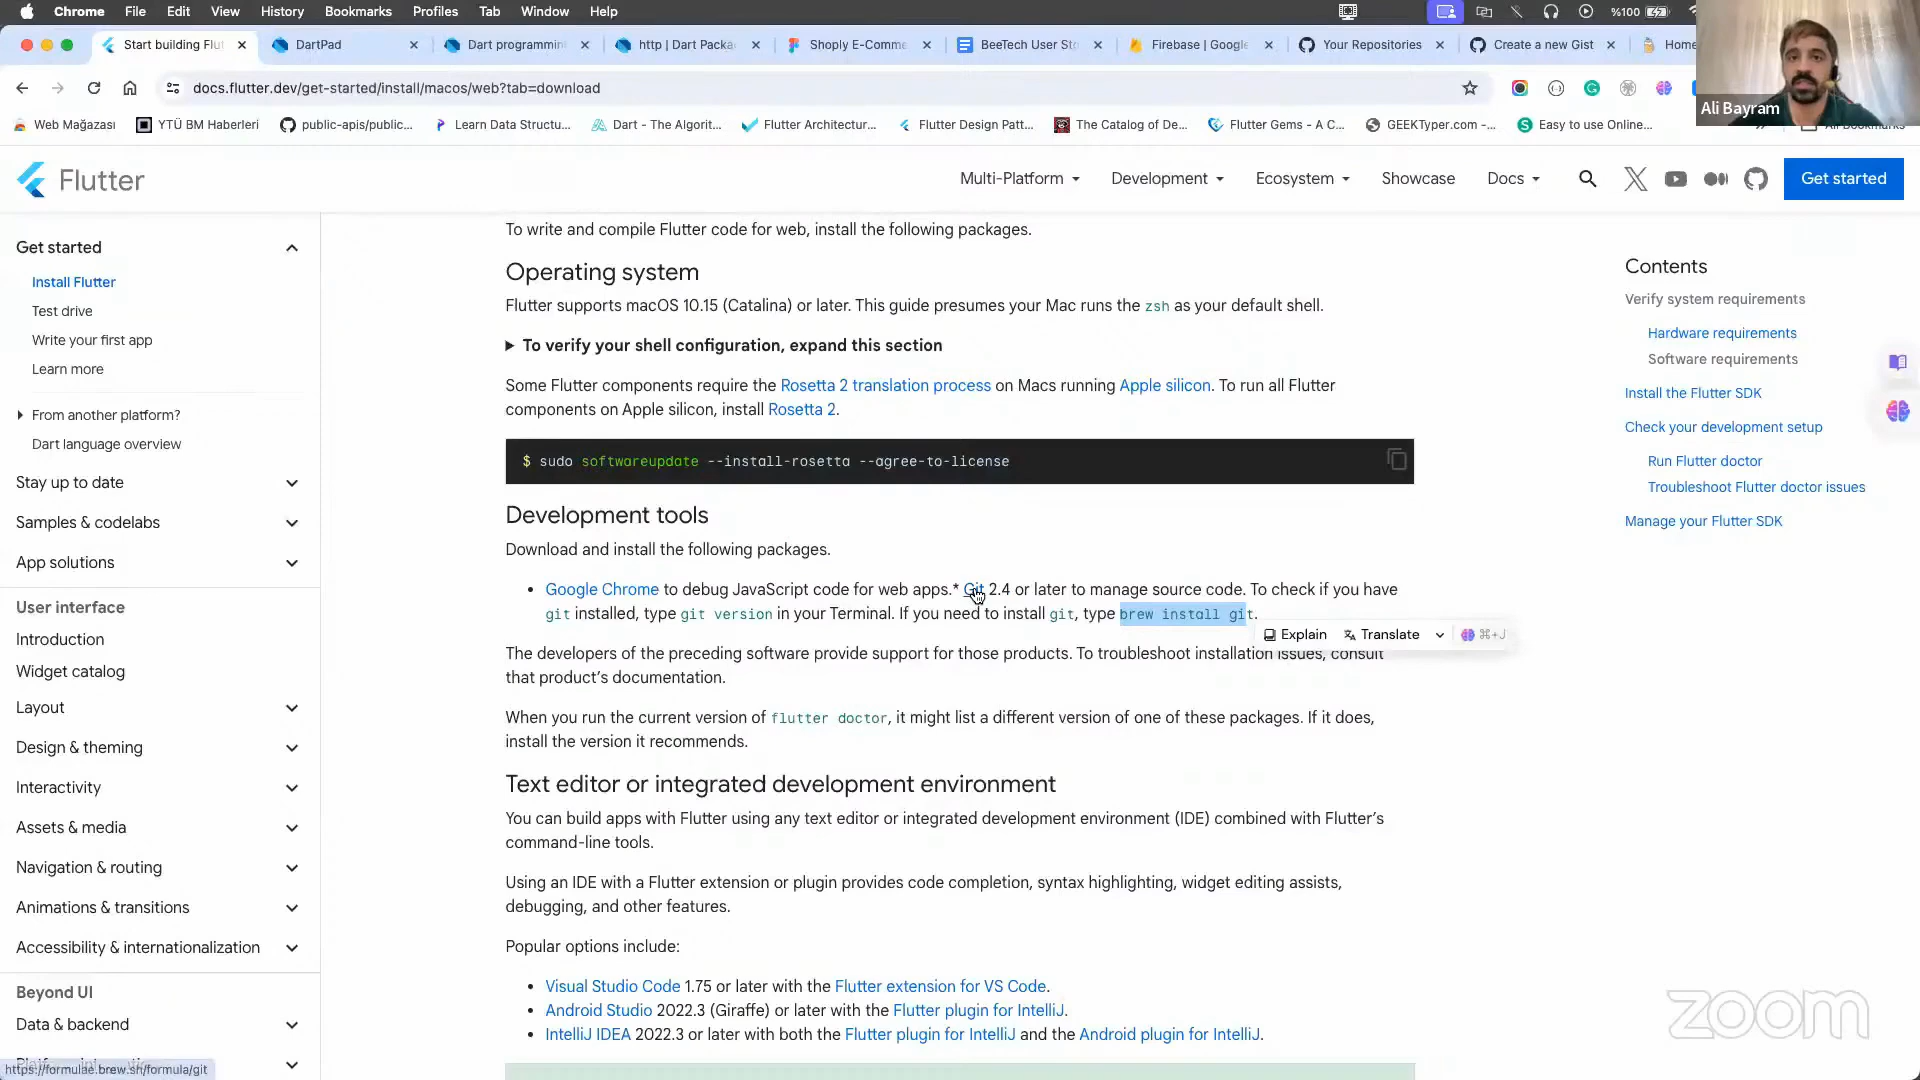 Chrome File Edit View History Bookmarks Profiles Tab Window Help %100
Start building Flut
DartPad
Dart programmin
http | Dart Packa
Shoply E-Comme
BeeTech User Sto
Firebase | Google
Your Repositories
Create a new Gist
Home
docs.flutter.dev/get-started/install/macos/web?tab=download
Web Mağazası YTÜ BM Haberleri public-apis/public... Learn Data Structu... Dart - The Algorit... Flutter Architectur... Flutter Design Patt... The Catalog of De... Flutter Gems - A C... GEEKTyper.com -... Easy to use Online...
Ali Bayram
Flutter
Multi-Platform Development Ecosystem Showcase Docs
Get started
Get started
Install Flutter
Test drive
Write your first app
Learn more
From another platform?
Dart language overview
Stay up to date
Samples & codelabs
App solutions
User interface
Introduction
Widget catalog
Layout
Design & theming
Interactivity
Assets & media
Navigation & routing
Animations & transitions
Accessibility & internationalization
Beyond UI
Data & backend
https://formulae.brew.sh/formula/git
To write and compile Flutter code for web, install the following packages.
Operating system
Flutter supports macOS 10.15 (Catalina) or later. This guide presumes your Mac runs the zsh as your default shell.
To verify your shell configuration, expand this section
Some Flutter components require the Rosetta 2 translation process on Macs running Apple silicon. To run all Flutter
components on Apple silicon, install Rosetta 2.
$ sudo softwareupdate --install-rosetta --agree-to-license
Development tools
Download and install the following packages.
• Google Chrome to debug JavaScript code for web apps.* Git 2.4 or later to manage source code. To check if you have
git installed, type git version in your Terminal. If you need to install git, type brew install git.
Explain Translate ⌘+J
The developers of the preceding software provide support for those products. To troubleshoot installation issues, consult
that product's documentation.
When you run the current version of flutter doctor, it might list a different version of one of these packages. If it does,
install the version it recommends.
Text editor or integrated development environment
You can build apps with Flutter using any text editor or integrated development environment (IDE) combined with Flutter's
command-line tools.
Using an IDE with a Flutter extension or plugin provides code completion, syntax highlighting, widget editing assists,
debugging, and other features.
Popular options include:
• Visual Studio Code 1.75 or later with the Flutter extension for VS Code.
• Android Studio 2022.3 (Giraffe) or later with the Flutter plugin for IntelliJ.
• IntelliJ IDEA 2022.3 or later with both the Flutter plugin for IntelliJ and the Android plugin for IntelliJ.
Contents
Verify system requirements
Hardware requirements
Software requirements
Install the Flutter SDK
Check your development setup
Run Flutter doctor
Troubleshoot Flutter doctor issues
Manage your Flutter SDK
zoom